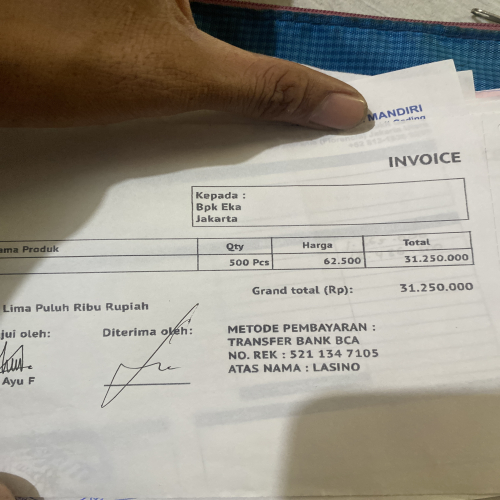 MANDIRI
INVOICE
Kepada :
Bpk Eka
Jakarta
ama Produk Qty Harga Total
500 Pcs 62.500 31.250.000
Grand total (Rp): 31.250.000
Lima Puluh Ribu Rupiah
jui oleh: Diterima oleh:
Ayu F
METODE PEMBAYARAN :
TRANSFER BANK BCA
NO. REK : 521 134 7105
ATAS NAMA : LASINO